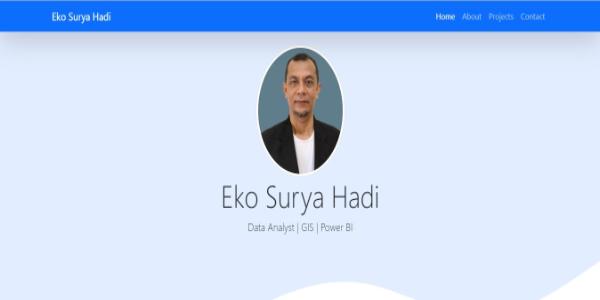 Eko Surya Hadi
Home About Projects Contact
Eko Surya Hadi
Data Analyst | GIS | Power BI